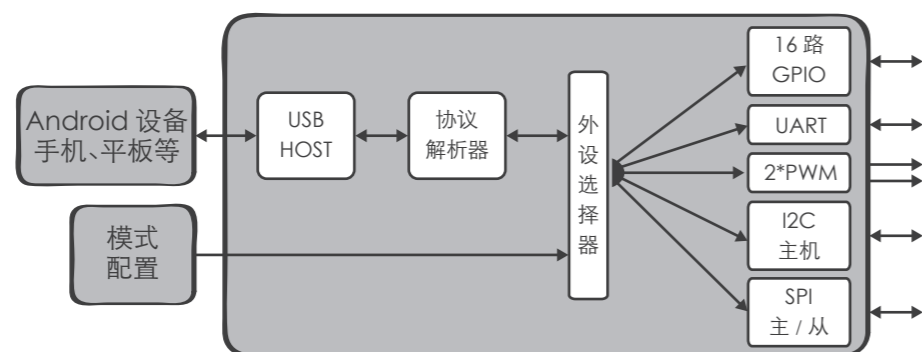 Android 设备
手机、平板等
模式
配置
USB
HOST
协议
解析器
外
设
选
择
器
16 路
GPIO
UART
2*PWM
I2C
主机
SPI
主 / 从